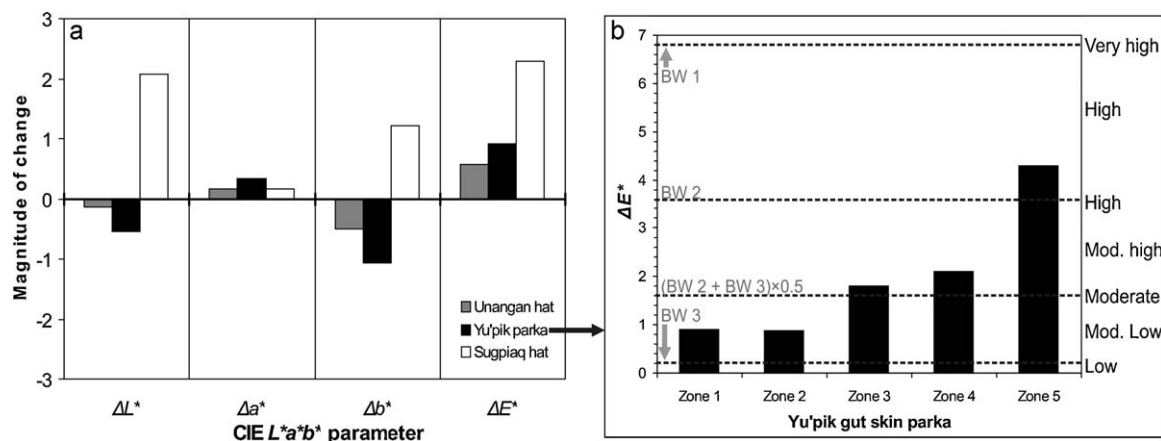 a
3
2
1
0
-1
-2
-3
Magnitude of change
Unangan hat
Yu'pik parka
Sugpiaq hat
ΔL*
Δa*
Δb*
ΔE*
CIE L*a*b* parameter
b
7
6
5
4
3
2
1
0
ΔE*
BW 1
BW 2
(BW 2 + BW 3)×0.5
BW 3
Very high
High
High
Mod. high
Moderate
Mod. Low
Low
Zone 1
Zone 2
Zone 3
Zone 4
Zone 5
Yu'pik gut skin parka